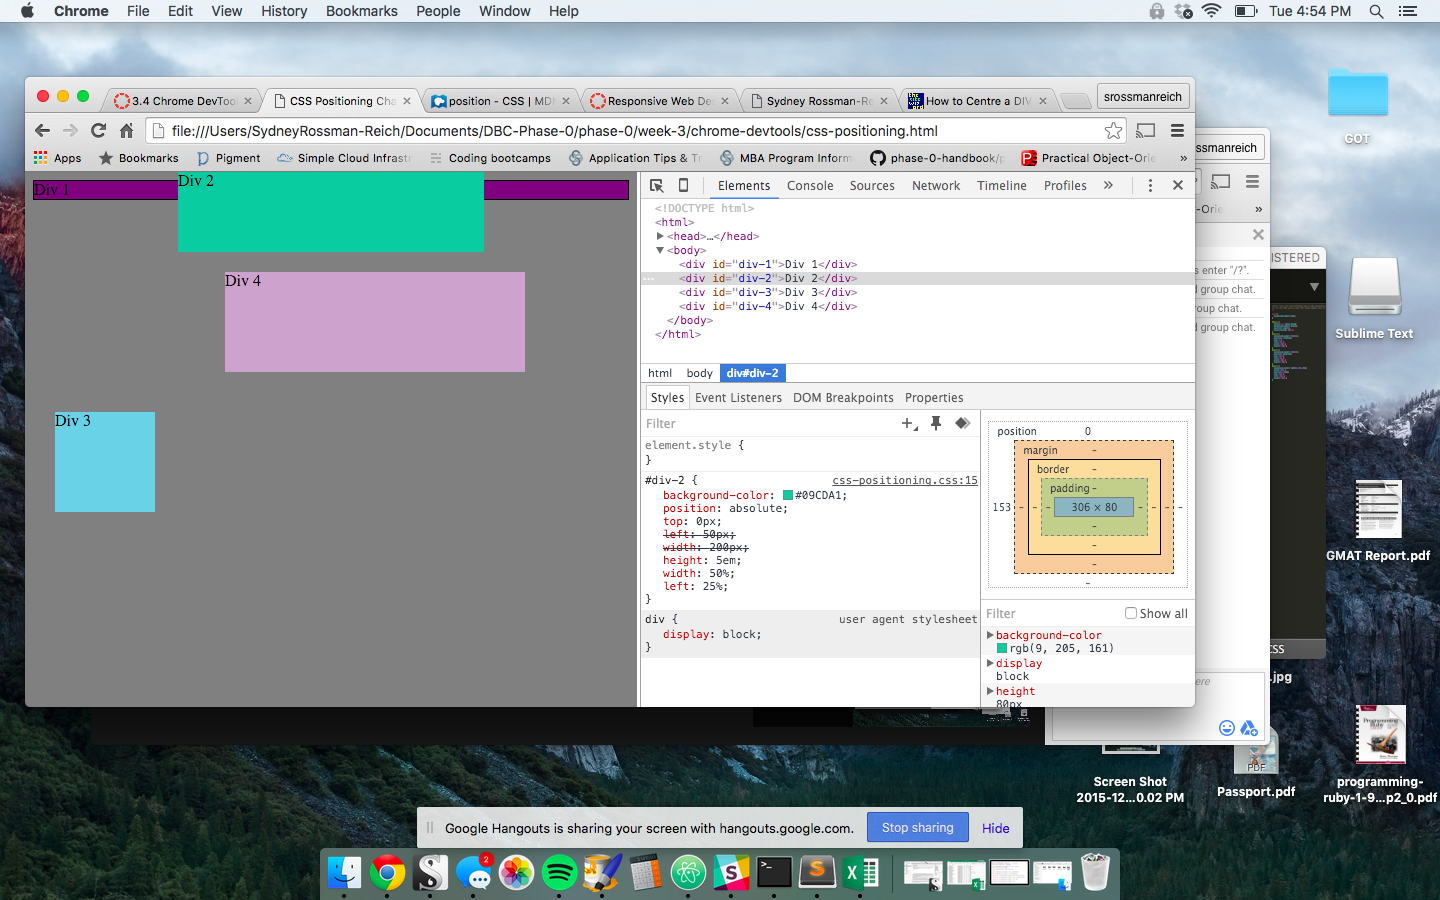 Chrome File Edit View History Bookmarks People Window Help Tue 4:54 PM
3.4 Chrome DevToo CSS Positioning Cha position - CSS | MD Responsive Web De Sydney Rossman-Re How to Centre a DIV srossmanreich
file:///Users/SydneyRossman-Reich/Documents/DBC-Phase-0/phase-0/week-3/chrome-devtools/css-positioning.html
Apps Bookmarks Pigment Simple Cloud Infrast Coding bootcamps Application Tips & Tr MBA Program Inform phase-0-handbook/p Practical Object-Orie »
Div 1
Div 2
Div 4
Div 3
Elements Console Sources Network Timeline Profiles »
<!DOCTYPE html>
<html>
<head>…</head>
<body>
<div id="div-1">Div 1</div>
... <div id="div-2">Div 2</div>
<div id="div-3">Div 3</div>
<div id="div-4">Div 4</div>
</body>
</html>
html body div#div-2
Styles Event Listeners DOM Breakpoints Properties
Filter
element.style {
}
#div-2 { css-positioning.css:15
background-color: #09CDA1;
position: absolute;
top: 0px;
left: 50px;
width: 200px;
height: 5em;
width: 50%;
left: 25%;
}
div { user agent stylesheet
display: block;
}
position 0
margin -
border -
padding -
153 - - - 306 × 80 - - - -
-
-
-
-
Filter Show all
background-color
rgb(9, 205, 161)
display
block
height
80px
ssmanreich
-Orie »
s enter "/?".
d group chat.
group chat.
d group chat.
ISTERED
CSS
.jpg
ere
GOT
Sublime Text
GMAT Report.pdf
Screen Shot
2015-12...0.02 PM
PDF
Passport.pdf
programming-
ruby-1-9...p2_0.pdf
Google Hangouts is sharing your screen with hangouts.google.com. Stop sharing Hide
2